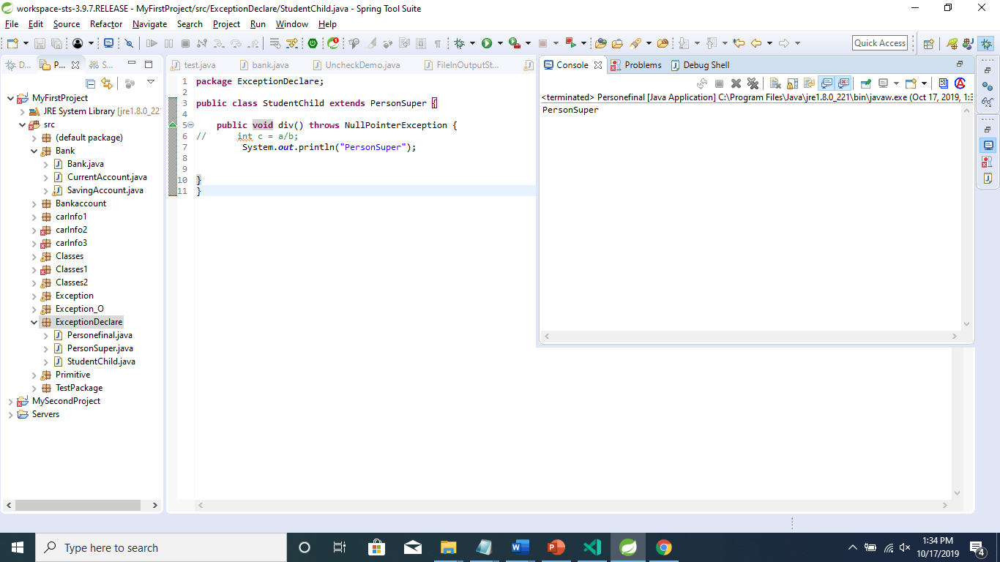 workspace-sts-3.9.7.RELEASE - MyFirstProject/src/ExceptionDeclare/StudentChild.java - Spring Tool Suite
File Edit Source Refactor Navigate Search Project Run Window Help
Quick Access
D... P... S...
MyFirstProject
JRE System Library [jre1.8.0_22
src
(default package)
Bank
Bank.java
CurrentAccount.java
SavingAccount.java
Bankaccount
carInfo1
carInfo2
carInfo3
Classes
Classes1
Classes2
Exception
Exception_O
ExceptionDeclare
Personefinal.java
PersonSuper.java
StudentChild.java
Primitive
TestPackage
MySecondProject
Servers
test.java bank.java UncheckDemo.java FileInOutputSt...
1 package ExceptionDeclare;
2
3 public class StudentChild extends PersonSuper {
4
5 public void div() throws NullPointerException {
6 // int c = a/b;
7 System.out.println("PersonSuper");
8
9
10 }
11 }
Console Problems Debug Shell
<terminated> Personefinal [Java Application] C:\Program Files\Java\jre1.8.0_221\bin\javaw.exe (Oct 17, 2019, 1:3
PersonSuper
Type here to search
1:34 PM
10/17/2019
4